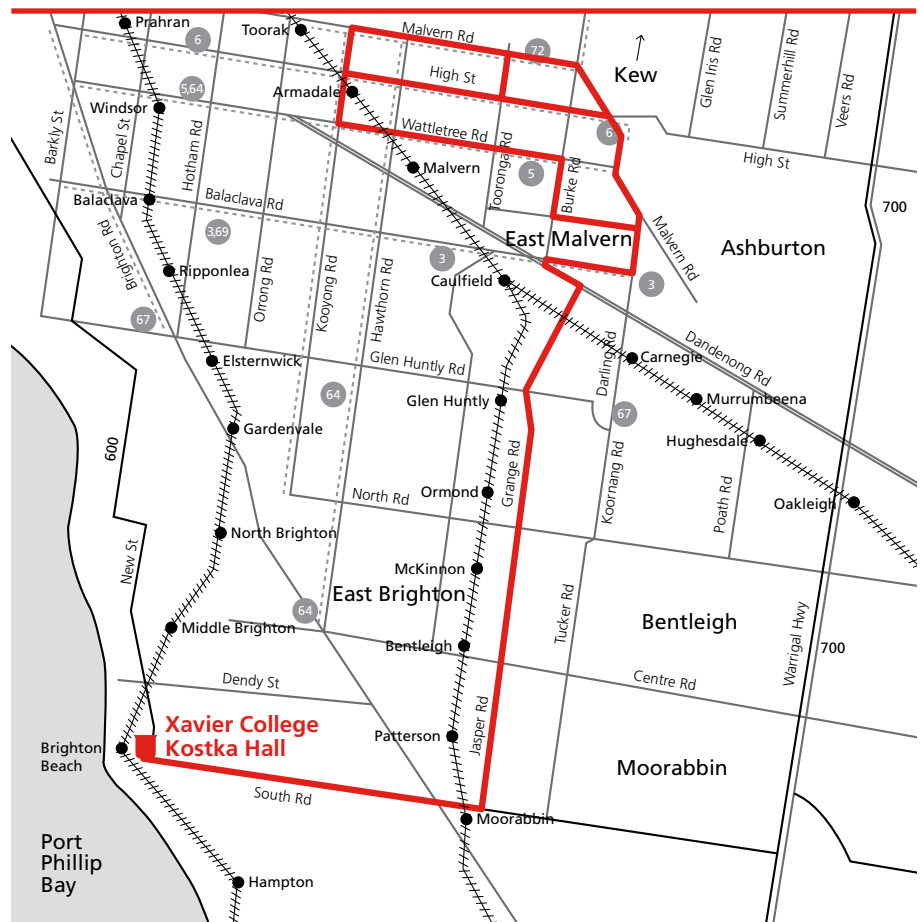 Prahran
Toorak
Malvern Rd
72
6
Kew
Glen Iris Rd
Summerhill Rd
Veers Rd
High St
5,64
Armadale
Windsor
Wattletree Rd
6
High St
Barkly St
Chapel St
Hotham Rd
Malvern
Tooronga Rd
5
Burke Rd
700
Balaclava
Balaclava Rd
Malvern Rd
Ashburton
East Malvern
3,69
3
3
Brighton Rd
Ripponlea
Orrong Rd
Kooyong Rd
Hawthorn Rd
Caulfield
67
Elsternwick
Glen Huntly Rd
Darling Rd
Carnegie
Dandenong Rd
64
Glen Huntly
67
Murrumbeena
600
Gardenvale
Grange Rd
Koornang Rd
Hughesdale
Poath Rd
North Rd
Ormond
Oakleigh
North Brighton
New St
McKinnon
East Brighton
64
Tucker Rd
Bentleigh
Middle Brighton
Bentleigh
Warrigal Hwy
700
Centre Rd
Dendy St
Jasper Rd
Xavier College
Kostka Hall
Patterson
Brighton
Beach
Moorabbin
South Rd
Moorabbin
Port
Phillip
Bay
Hampton